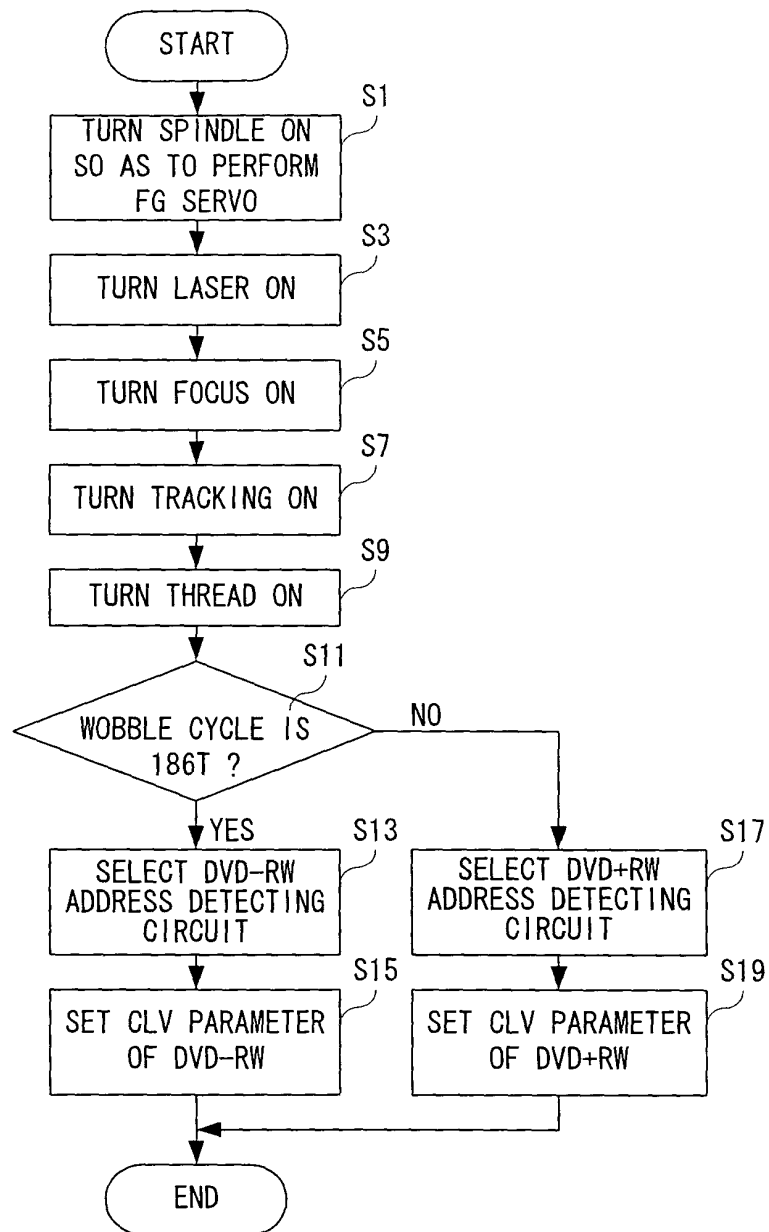 START
S1
TURN SPINDLE ON
SO AS TO PERFORM
FG SERVO
S3
TURN LASER ON
S5
TURN FOCUS ON
S7
TURN TRACKING ON
S9
TURN THREAD ON
S11
WOBBLE CYCLE IS
186T ?
NO
YES
S13
SELECT DVD-RW
ADDRESS DETECTING
CIRCUIT
S17
SELECT DVD+RW
ADDRESS DETECTING
CIRCUIT
S15
SET CLV PARAMETER
OF DVD-RW
S19
SET CLV PARAMETER
OF DVD+RW
END